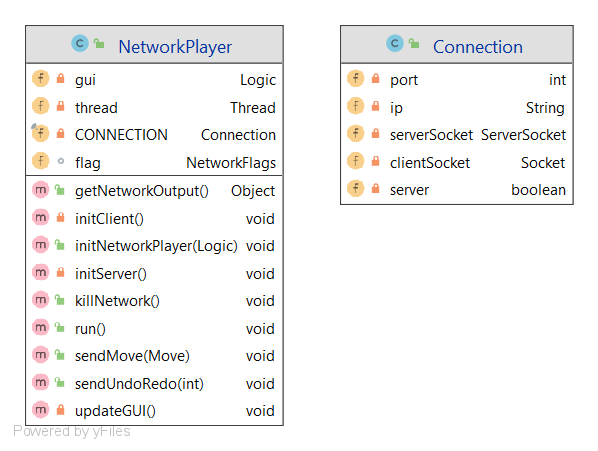 NetworkPlayer
gui Logic
thread Thread
CONNECTION Connection
flag NetworkFlags
getNetworkOutput() Object
initClient() void
initNetworkPlayer(Logic) void
initServer() void
killNetwork() void
run() void
sendMove(Move) void
sendUndoRedo(int) void
updateGUI() void
Connection
port int
ip String
serverSocket ServerSocket
clientSocket Socket
server boolean
Powered by yFiles